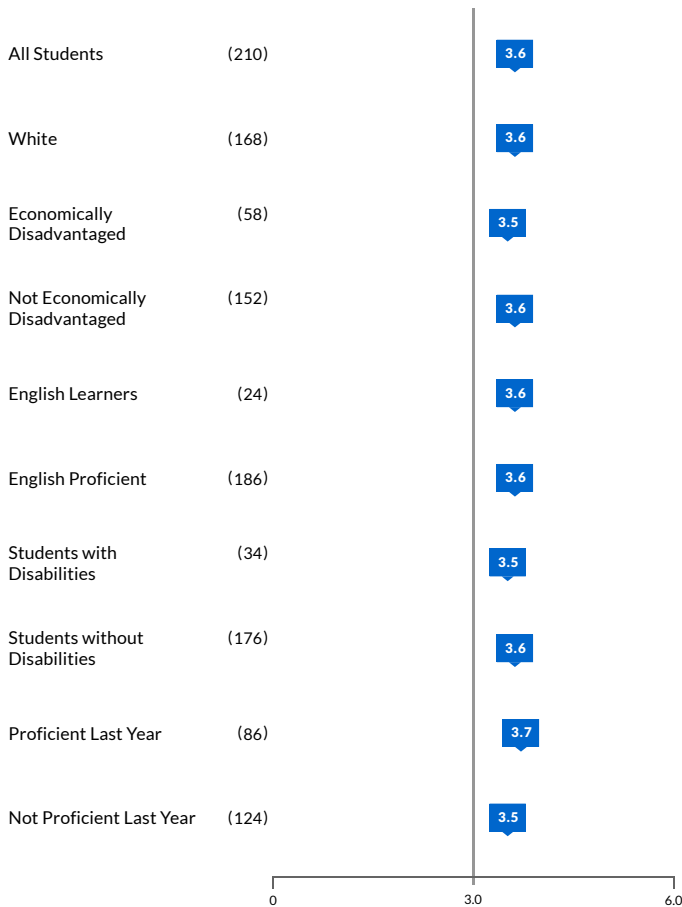 All Students (210) 3.6
White (168) 3.6
Economically (58) 3.5
Disadvantaged
Not Economically (152) 3.6
Disadvantaged
English Learners (24) 3.6
English Proficient (186) 3.6
Students with (34) 3.5
Disabilities
Students without (176) 3.6
Disabilities
Proficient Last Year (86) 3.7
Not Proficient Last Year (124) 3.5
0 3.0 6.0